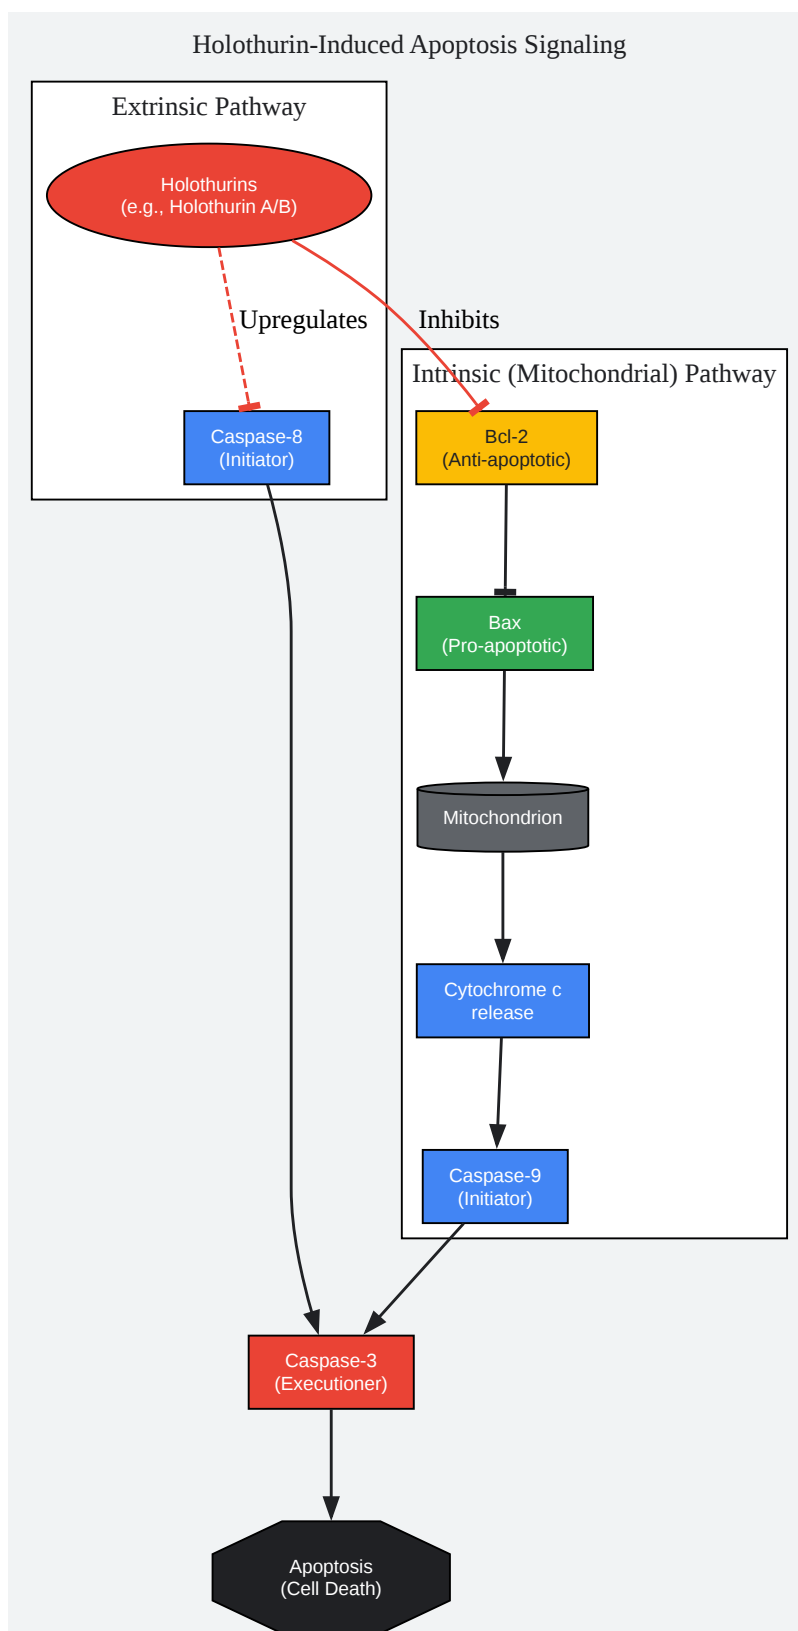 Holothurin-Induced Apoptosis Signaling
Extrinsic Pathway
Holothurins
(e.g., Holothurin A/B)
Upregulates
Inhibits
Intrinsic (Mitochondrial) Pathway
Caspase-8
(Initiator)
Bcl-2
(Anti-apoptotic)
Bax
(Pro-apoptotic)
Mitochondrion
Cytochrome c
release
Caspase-9
(Initiator)
Caspase-3
(Executioner)
Apoptosis
(Cell Death)